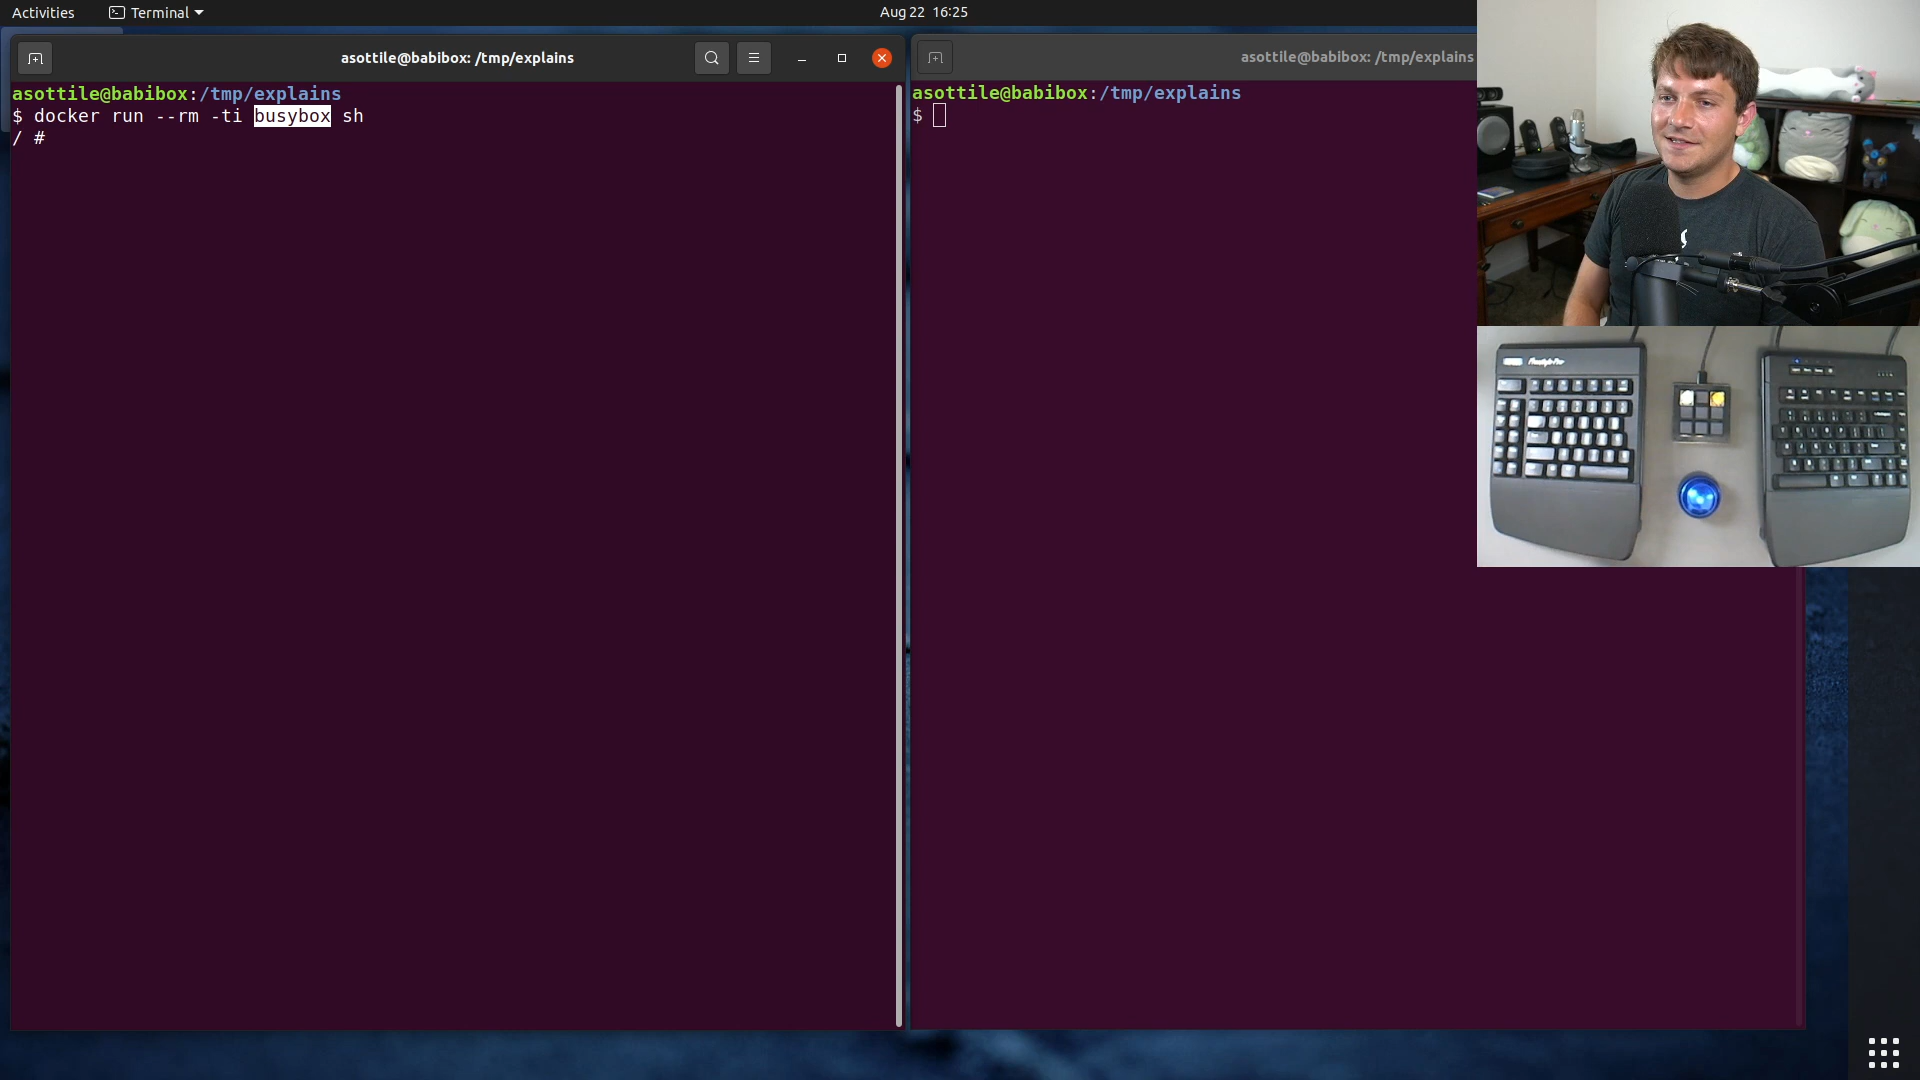 Activities
Terminal
Aug 22 16:25
asottile@babibox: /tmp/explains
asottile@babibox:/tmp/explains
$ docker run --rm -ti busybox sh
/ #
asottile@babibox: /tmp/explains
asottile@babibox:/tmp/explains
$